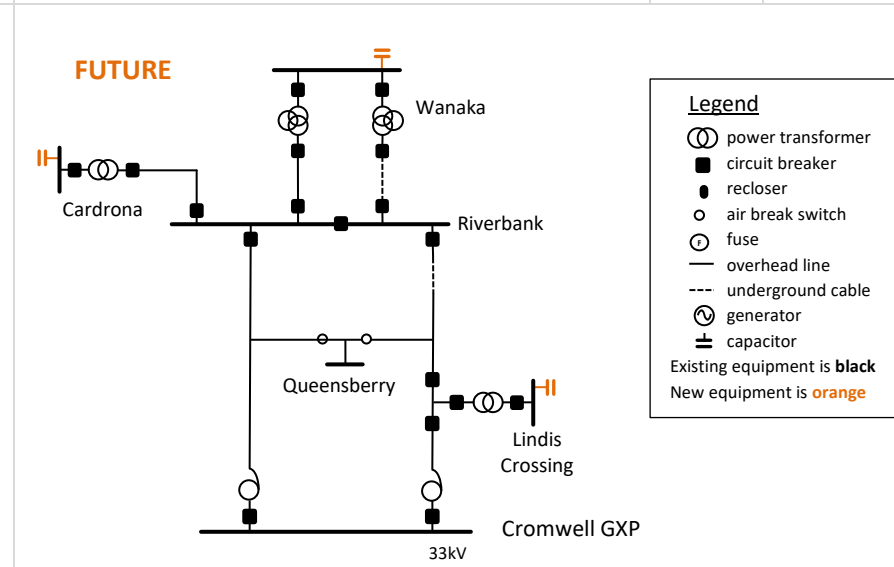 FUTURE
Wanaka
Cardrona
Riverbank
Queensberry
Lindis
Crossing
Cromwell GXP
33kV
Legend
power transformer
circuit breaker
recloser
air break switch
F fuse
overhead line
underground cable
generator
capacitor
Existing equipment is black
New equipment is orange